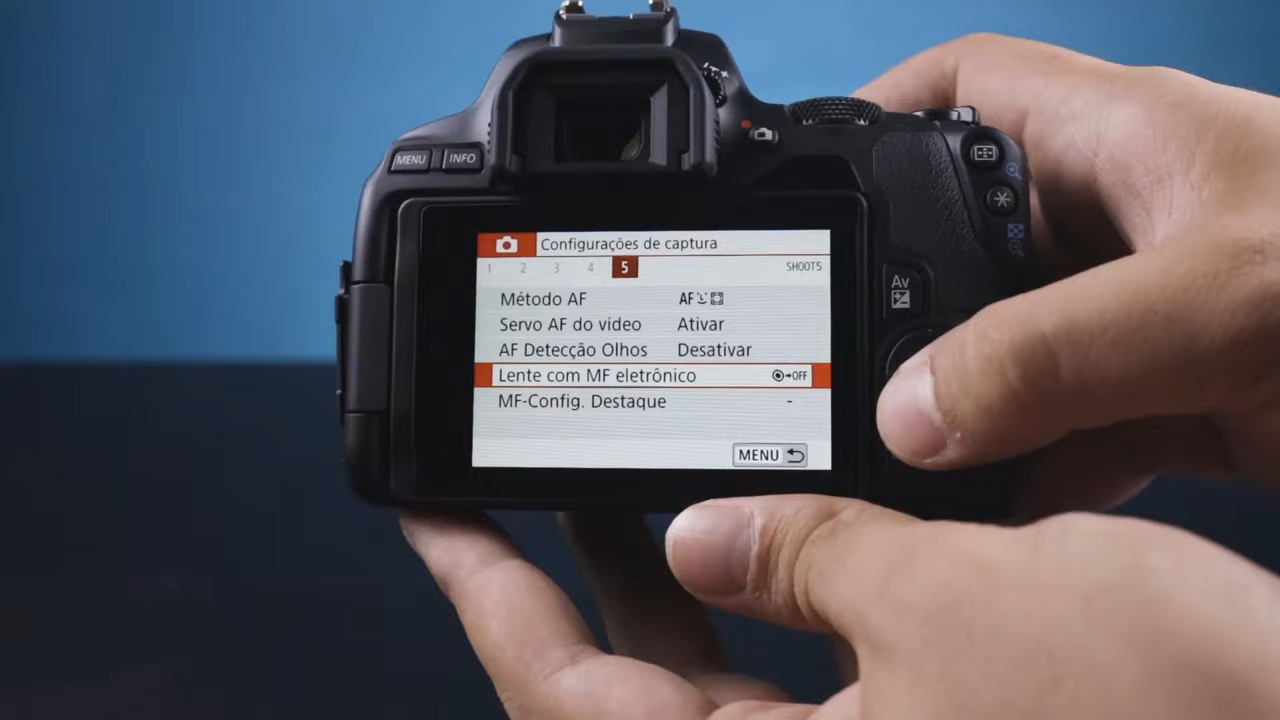 MENU INFO
Configurações de captura
1 2 3 4 5 SHOOT5
Método AF AF
Servo AF do vídeo Ativar
AF Detecção Olhos Desativar
Lente com MF eletrônico OFF
MF-Config. Destaque -
MENU
Av